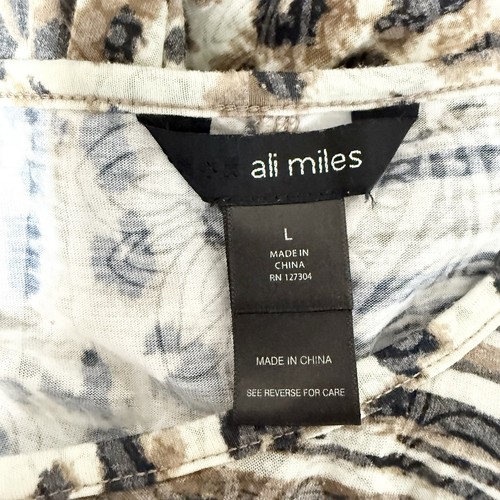 ali miles
L
MADE IN
CHINA
RN 127304
MADE IN CHINA
SEE REVERSE FOR CARE